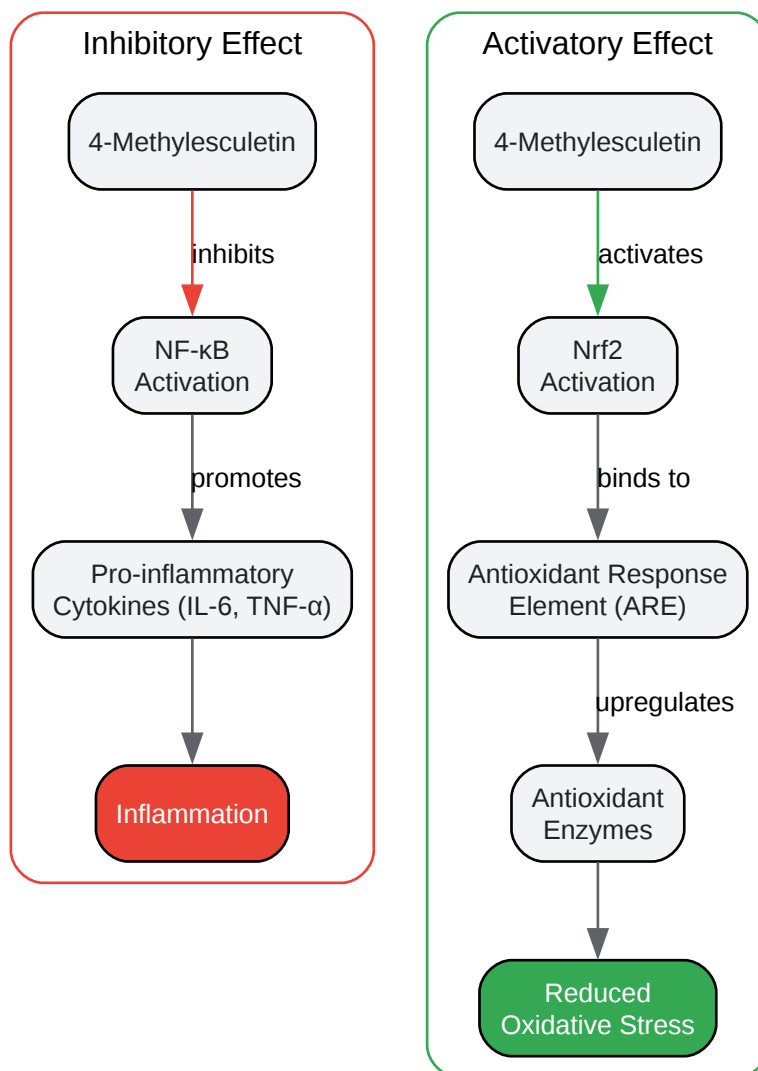 Inhibitory Effect
4-Methylesculetin
inhibits
NF-κB
Activation
promotes
Pro-inflammatory
Cytokines (IL-6, TNF-α)
Inflammation
Activatory Effect
4-Methylesculetin
activates
Nrf2
Activation
binds to
Antioxidant Response
Element (ARE)
upregulates
Antioxidant
Enzymes
Reduced
Oxidative Stress